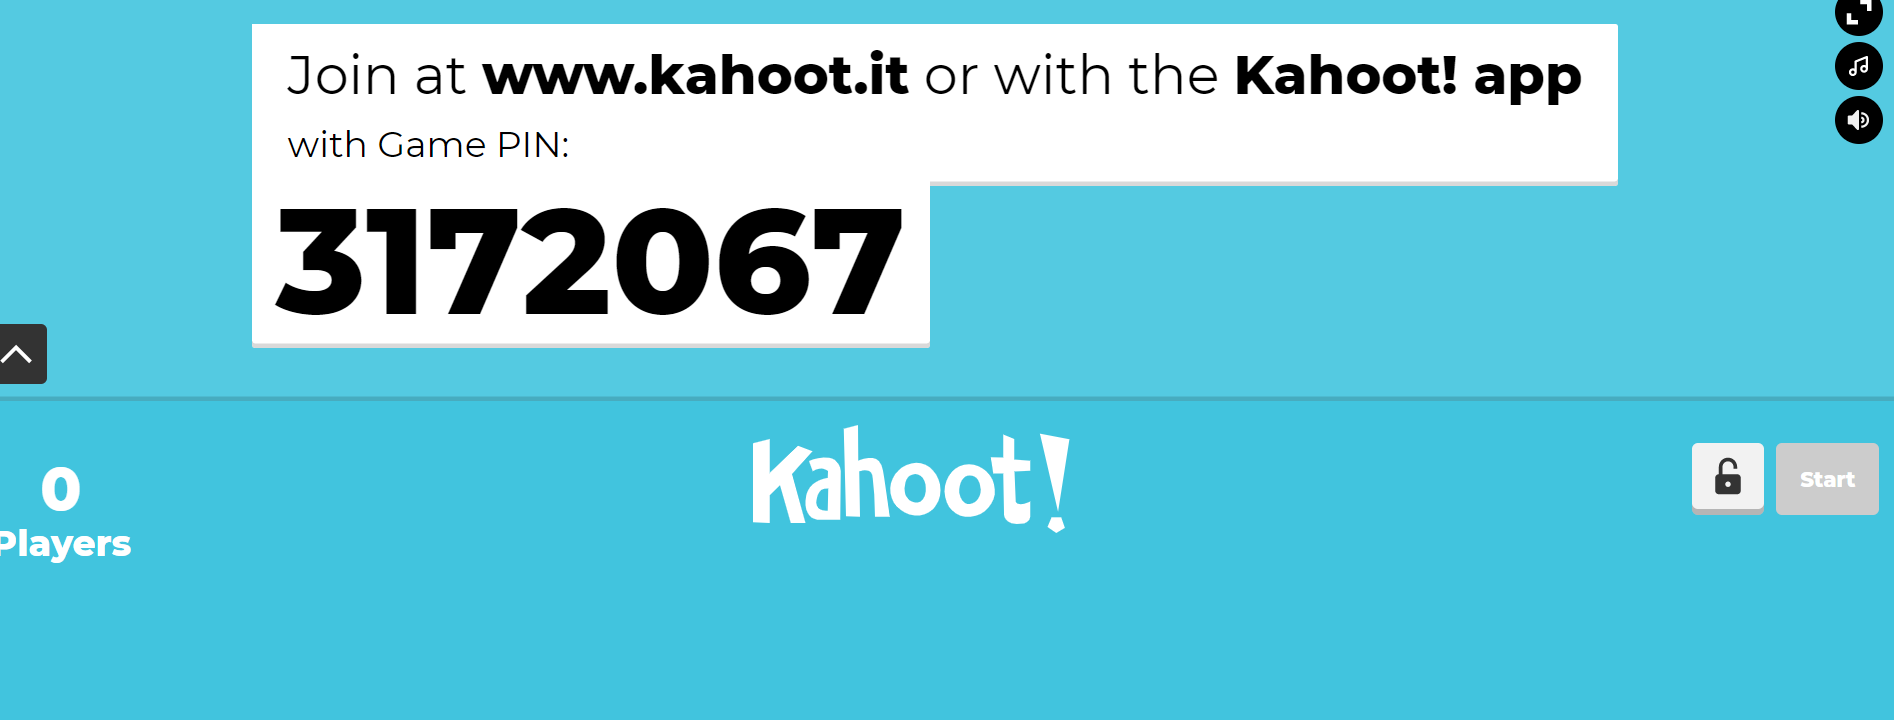 Join at www.kahoot.it or with the Kahoot! app
with Game PIN:
3172067
0
Players
Kahoot!
Start